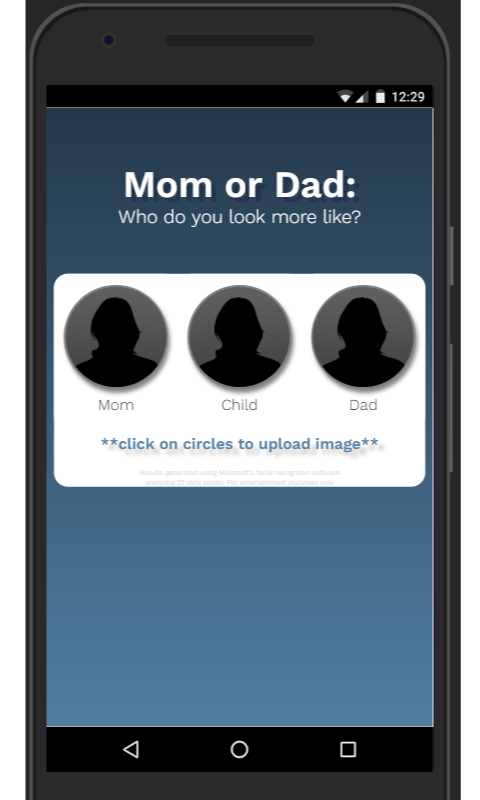 12:29
Mom or Dad:
Who do you look more like?
Mom Child Dad
**click on circles to upload image**
Results generated using Microsoft's facial recognition software
analyzing 27 data points. For entertainment purposes only